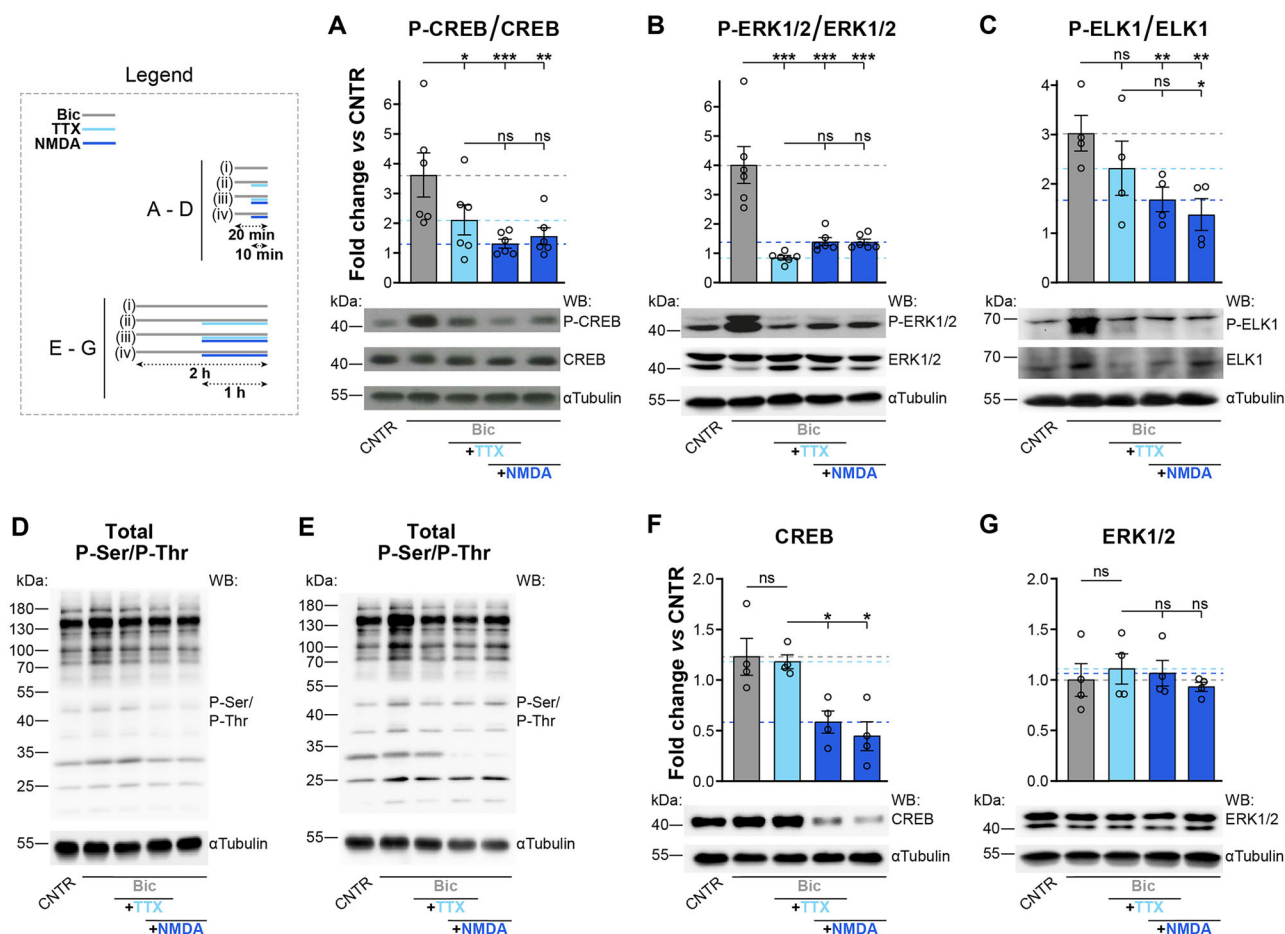 Legend
Bic
TTX
NMDA
A - D
(i)
(ii)
(iii)
(iv)
20 min
10 min
E - G
(i)
(ii)
(iii)
(iv)
2 h
1 h
A
P-CREB/CREB
* *** **
ns ns
Fold change vs CNTR
6
5
4
3
2
1
0
kDa: WB:
40 P-CREB
40 CREB
55 αTubulin
CNTR Bic
+TTX
+NMDA
B
P-ERK1/2/ERK1/2
*** *** ***
ns ns
6
5
4
3
2
1
0
kDa: WB:
40 P-ERK1/2
40 ERK1/2
55 αTubulin
CNTR Bic
+TTX
+NMDA
C
P-ELK1/ELK1
ns ** **
ns *
4
3
2
1
0
kDa: WB:
70 P-ELK1
70 ELK1
55 αTubulin
CNTR Bic
+TTX
+NMDA
D
Total
P-Ser/P-Thr
kDa: WB:
180
130
100
70
55
P-Ser/
40 P-Thr
35
25
55 αTubulin
CNTR Bic
+TTX
+NMDA
E
Total
P-Ser/P-Thr
kDa: WB:
180
130
100
70
55
P-Ser/
40 P-Thr
35
25
55 αTubulin
CNTR Bic
+TTX
+NMDA
F
CREB
Fold change vs CNTR
2.0
ns
1.5
* *
1.0
0.5
0.0
kDa: WB:
40 CREB
55 αTubulin
CNTR Bic
+TTX
+NMDA
G
ERK1/2
2.0
ns
ns ns
1.5
1.0
0.5
0.0
kDa: WB:
40 ERK1/2
55 αTubulin
CNTR Bic
+TTX
+NMDA